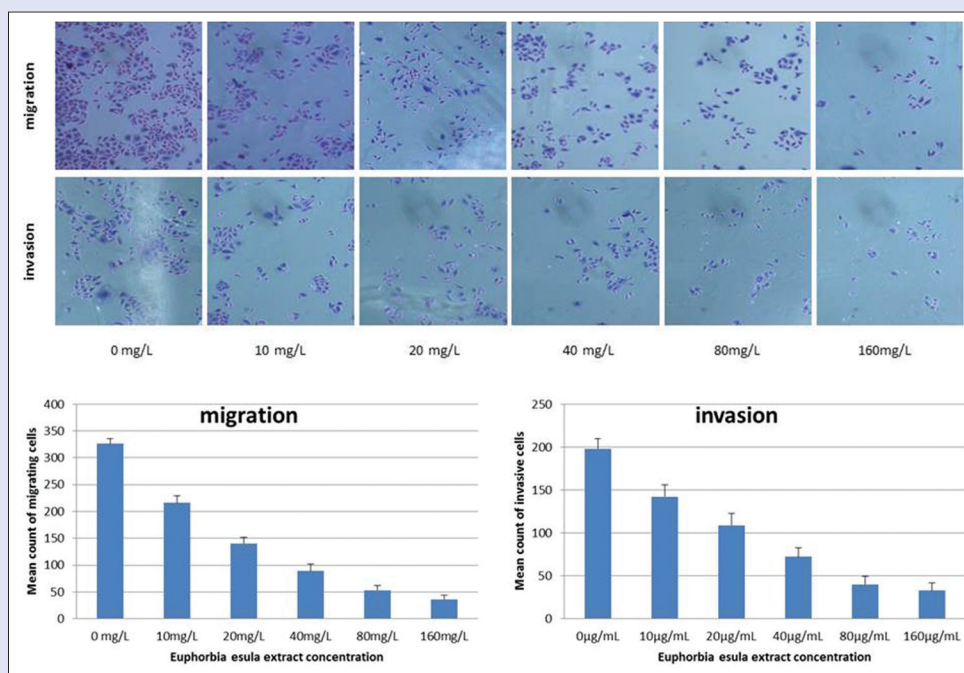 migration
invasion
0 mg/L 10 mg/L 20 mg/L 40 mg/L 80mg/L 160mg/L
migration
Mean count of migrating cells
400
350
300
250
200
150
100
50
0
0 mg/L 10mg/L 20mg/L 40mg/L 80mg/L 160mg/L
Euphorbia esula extract concentration
invasion
Mean count of invasive cells
250
200
150
100
50
0
0µg/mL 10µg/mL 20µg/mL 40µg/mL 80µg/mL 160µg/mL
Euphorbia esula extract concentration